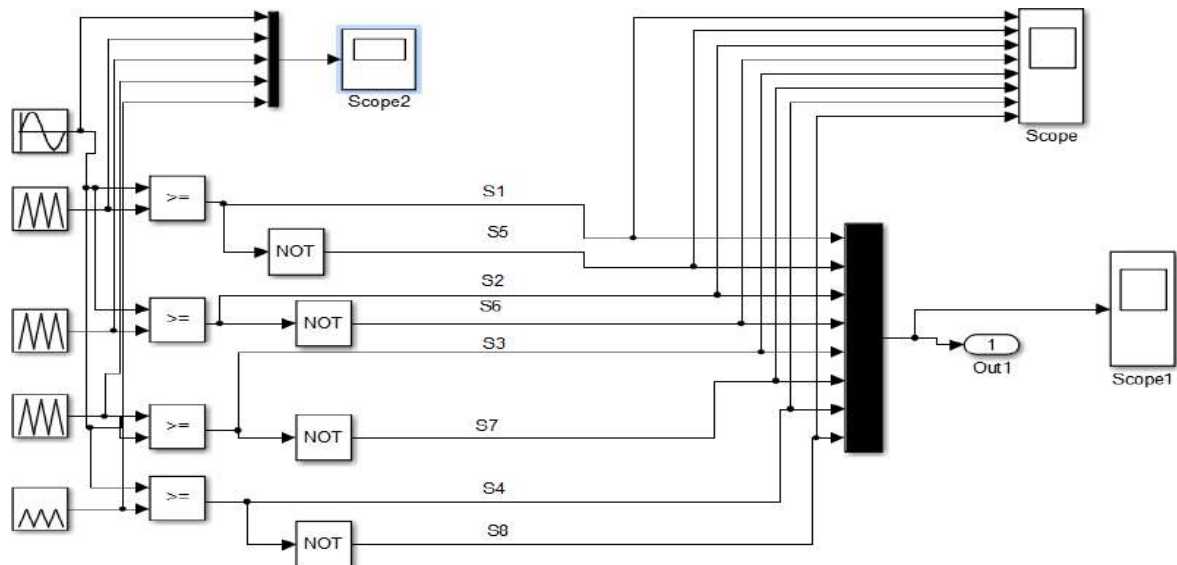 Scope2
Scope
>=
S1
S5
NOT
S2
>=
S6
NOT
S3
1
Out1
Scope1
>=
NOT
S7
>=
S4
NOT
S8